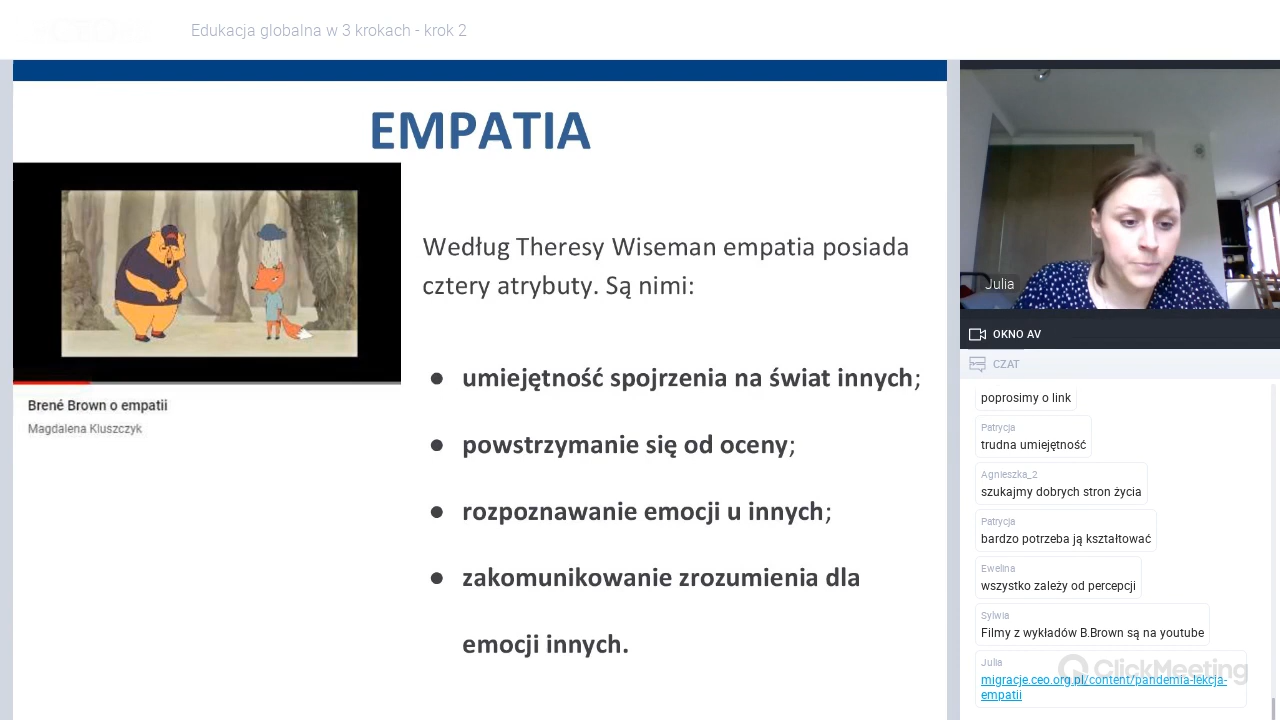 Edukacja globalna w 3 krokach - krok 2
EMPATIA
Brené Brown o empatii
Magdalena Kluszczyk
Według Theresy Wiseman empatia posiada
cztery atrybuty. Są nimi:
● umiejętność spojrzenia na świat innych;
● powstrzymanie się od oceny;
● rozpoznawanie emocji u innych;
● zakomunikowanie zrozumienia dla
emocji innych.
Julia
OKNO AV
CZAT
poprosimy o link
Patrycja
trudna umiejętność
Agnieszka_2
szukajmy dobrych stron życia
Patrycja
bardzo potrzeba ją kształtować
Ewelina
wszystko zależy od percepcji
Sylwia
Filmy z wykładów B.Brown są na youtube
Julia
migracje.ceo.org.pl/content/pandemia-lekcja-
empatii
ClickMeeting